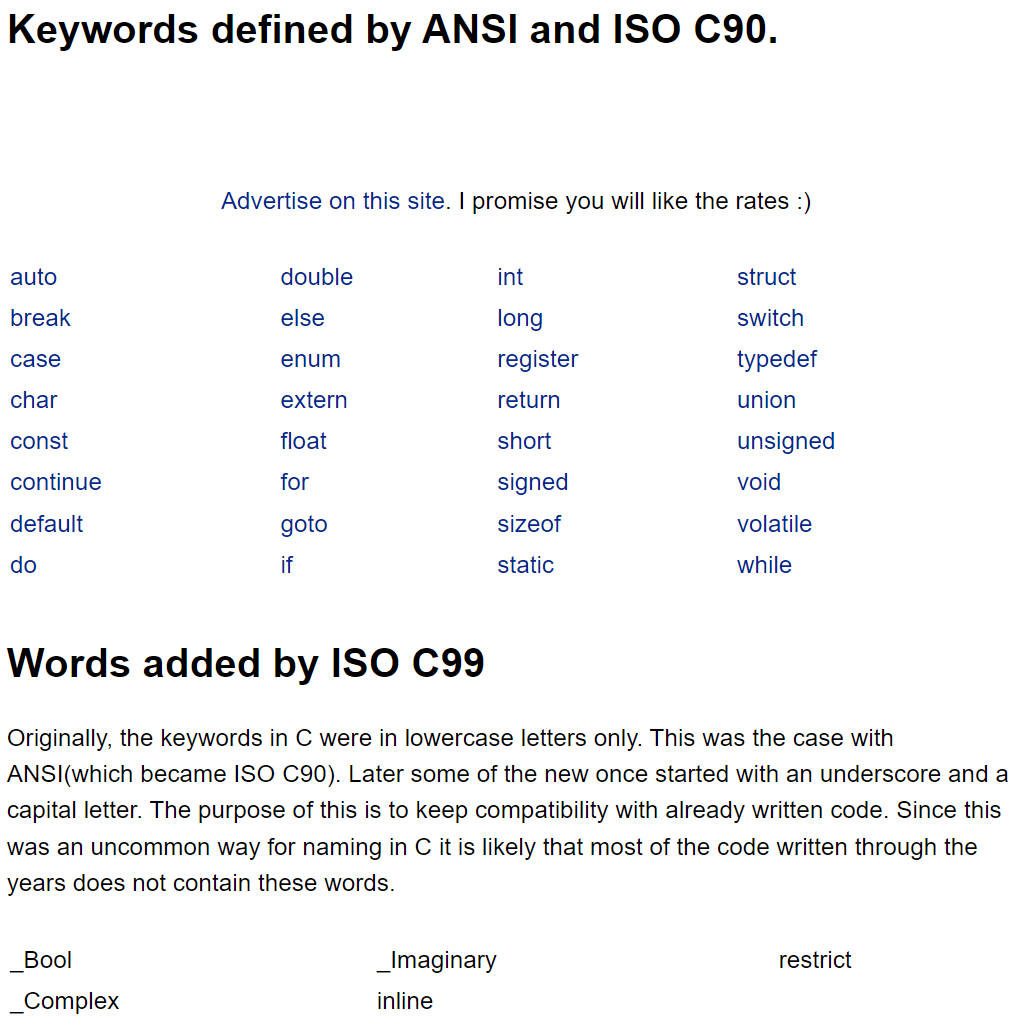 Keywords defined by ANSI and ISO C90.
Advertise on this site. I promise you will like the rates :)
auto double int struct
break else long switch
case enum register typedef
char extern return union
const float short unsigned
continue for signed void
default goto sizeof volatile
do if static while
Words added by ISO C99
Originally, the keywords in C were in lowercase letters only. This was the case with
ANSI(which became ISO C90). Later some of the new once started with an underscore and a
capital letter. The purpose of this is to keep compatibility with already written code. Since this
was an uncommon way for naming in C it is likely that most of the code written through the
years does not contain these words.
_Bool _Imaginary restrict
_Complex inline